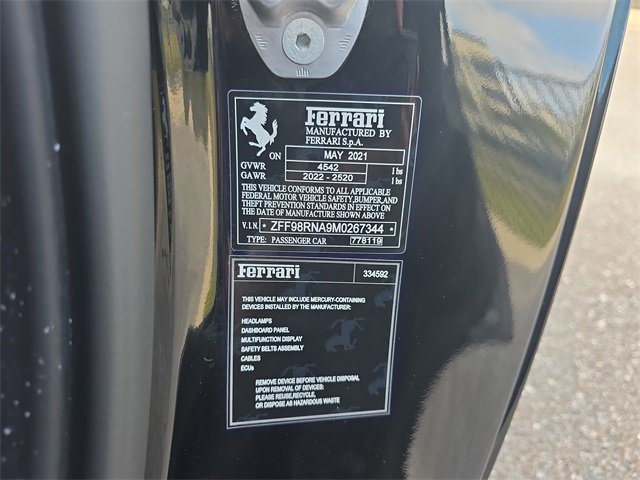 Ferrari
MANUFACTURED BY
FERRARI S.p.A.
ON MAY 2021
GVWR 4542 lbs
GAWR 2022 - 2520 lbs
THIS VEHICLE CONFORMS TO ALL APPLICABLE
FEDERAL MOTOR VEHICLE SAFETY, BUMPER, AND
THEFT PREVENTION STANDARDS IN EFFECT ON
THE DATE OF MANUFACTURE SHOWN ABOVE
V.I.N. * ZFF98RNA9M0267344 *
TYPE: PASSENGER CAR 778119
Ferrari 334592
THIS VEHICLE MAY INCLUDE MERCURY-CONTAINING
DEVICES INSTALLED BY THE MANUFACTURER:
HEADLAMPS
DASHBOARD PANEL
MULTIFUNCTION DISPLAY
SAFETY BELTS ASSEMBLY
CABLES
ECUs
REMOVE DEVICE BEFORE VEHICLE DISPOSAL
UPON REMOVAL OF DEVICES:
PLEASE REUSE,RECYCLE,
OR DISPOSE AS HAZARDOUS WASTE